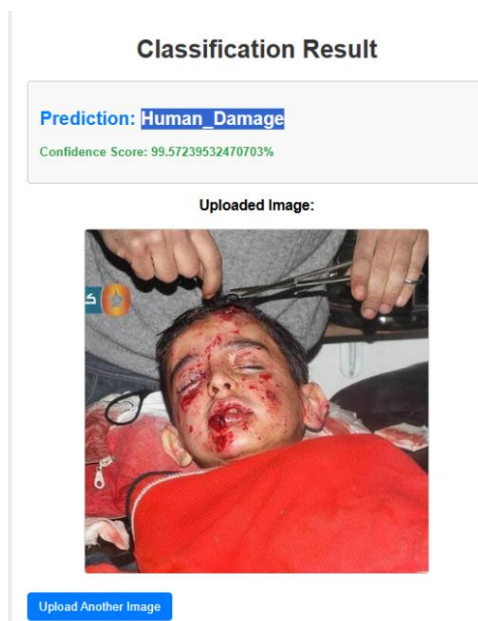 Classification Result
Prediction: Human_Damage
Confidence Score: 99.57239532470703%
Uploaded Image:
Upload Another Image